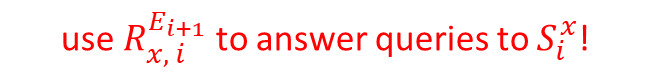 use $R_{x,i}^{E_{i+1}}$ to answer queries to $S_i^x$!